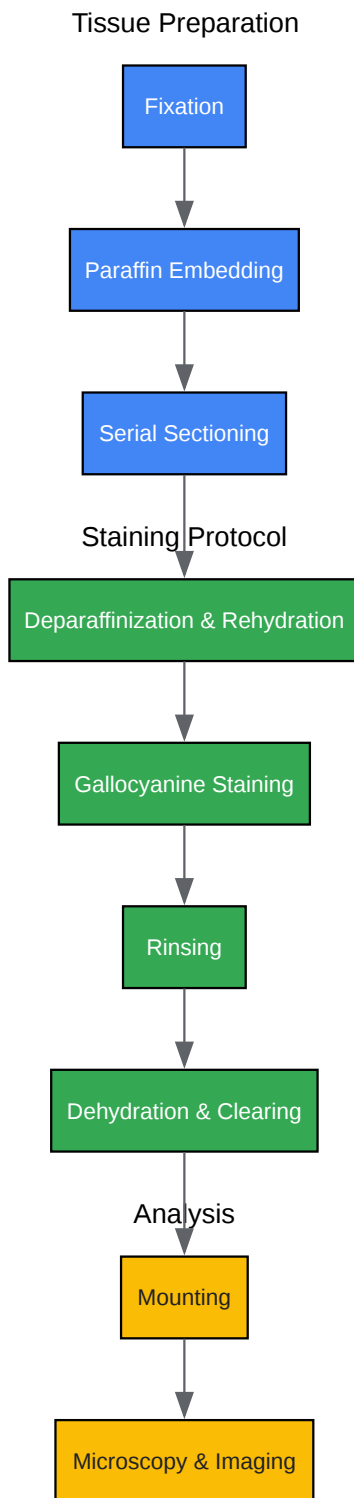 Tissue Preparation
Fixation
Paraffin Embedding
Serial Sectioning
Staining Protocol
Deparaffinization & Rehydration
Gallocyanine Staining
Rinsing
Dehydration & Clearing
Analysis
Mounting
Microscopy & Imaging